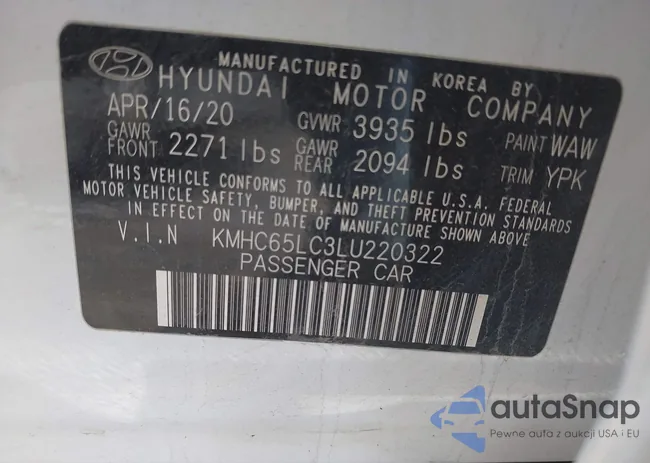 MANUFACTURED IN KOREA BY
HYUNDAI MOTOR COMPANY
APR/16/20 GVWR 3935 lbs PAINT WAW
GAWR FRONT 2271 lbs GAWR REAR 2094 lbs TRIM YPK
THIS VEHICLE CONFORMS TO ALL APPLICABLE U.S.A. FEDERAL
MOTOR VEHICLE SAFETY, BUMPER, AND THEFT PREVENTION STANDARDS
IN EFFECT ON THE DATE OF MANUFACTURE SHOWN ABOVE
V.I.N KMHC65LC3LU220322
PASSENGER CAR
autaSnap
Pewne auta z aukcji USA i EU